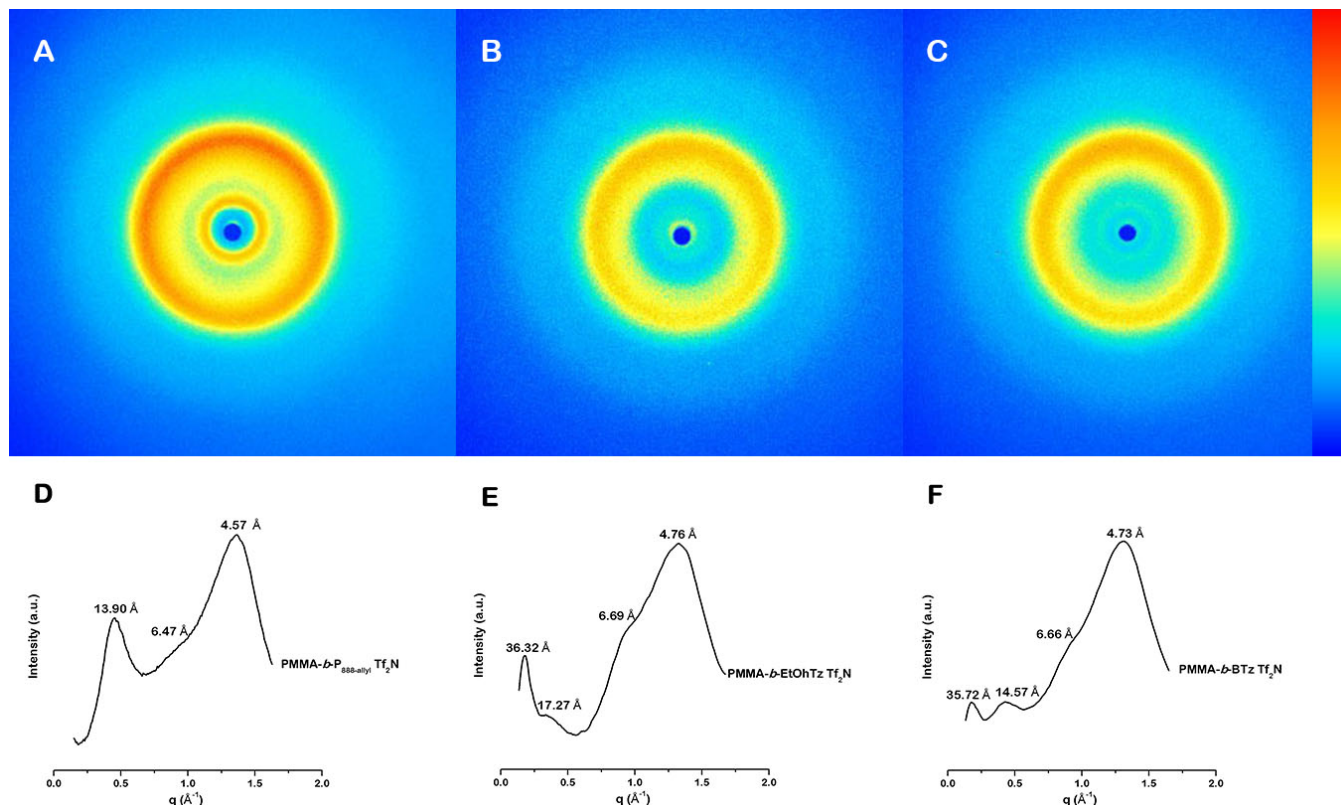 A
B
C
D
4.57 Å
13.90 Å
6.47 Å
PMMA-b-P888-allyl Tf2N
Intensity (a.u.)
0.0 0.5 1.0 1.5 2.0
q (Å-1)
E
4.76 Å
6.69 Å
36.32 Å
17.27 Å
PMMA-b-EtOhTz Tf2N
Intensity (a.u.)
0.0 0.5 1.0 1.5 2.0
q (Å-1)
F
4.73 Å
6.66 Å
35.72 Å
14.57 Å
PMMA-b-BTz Tf2N
Intensity (a.u.)
0.0 0.5 1.0 1.5 2.0
q (Å-1)